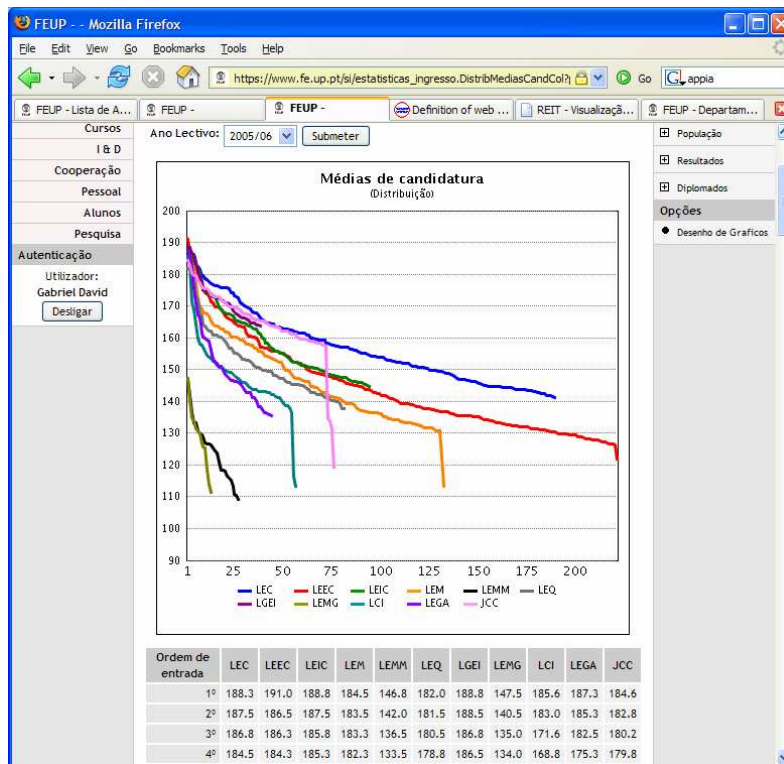 FEUP - - Mozilla Firefox
File Edit View Go Bookmarks Tools Help
https://www.fe.up.pt/si/estatisticas_ingresso.DistribMediasCandCol?
Go
appia
FEUP - Lista de A...
FEUP -
FEUP -
Definition of web ...
REIT - Visualizaçã...
FEUP - Departam...
Cursos
I & D
Cooperação
Pessoal
Alunos
Pesquisa
Autenticação
Utilizador:
Gabriel David
Desligar
Ano Lectivo: 2005/06 Submeter
Médias de candidatura
(Distribuição)
200
190
180
170
160
150
140
130
120
110
100
90
1 25 50 75 100 125 150 175 200
LEC LEEC LEIC LEM LEMM LEQ
LGEI LEMG LCI LEGA JCC
Ordem de entrada LEC LEEC LEIC LEM LEMM LEQ LGEI LEMG LCI LEGA JCC
1º 188.3 191.0 188.8 184.5 146.8 182.0 188.8 147.5 185.6 187.3 184.6
2º 187.5 186.5 187.5 183.5 142.0 181.5 188.5 140.5 183.0 185.3 182.8
3º 186.8 186.3 185.8 183.3 136.5 180.5 186.8 135.0 171.6 182.5 180.2
4º 184.5 184.3 185.3 182.3 133.5 178.8 186.5 134.0 168.8 175.3 179.8
População
Resultados
Diplomados
Opções
Desenho de Graficos